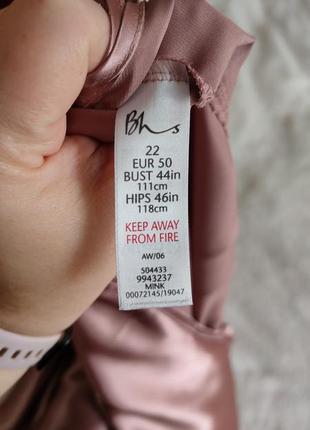 Bhs
22
EUR 50
BUST 44in
111cm
HIPS 46in
118cm
KEEP AWAY
FROM FIRE
AW/06
S04433
9943237
MINK
00072145/19047